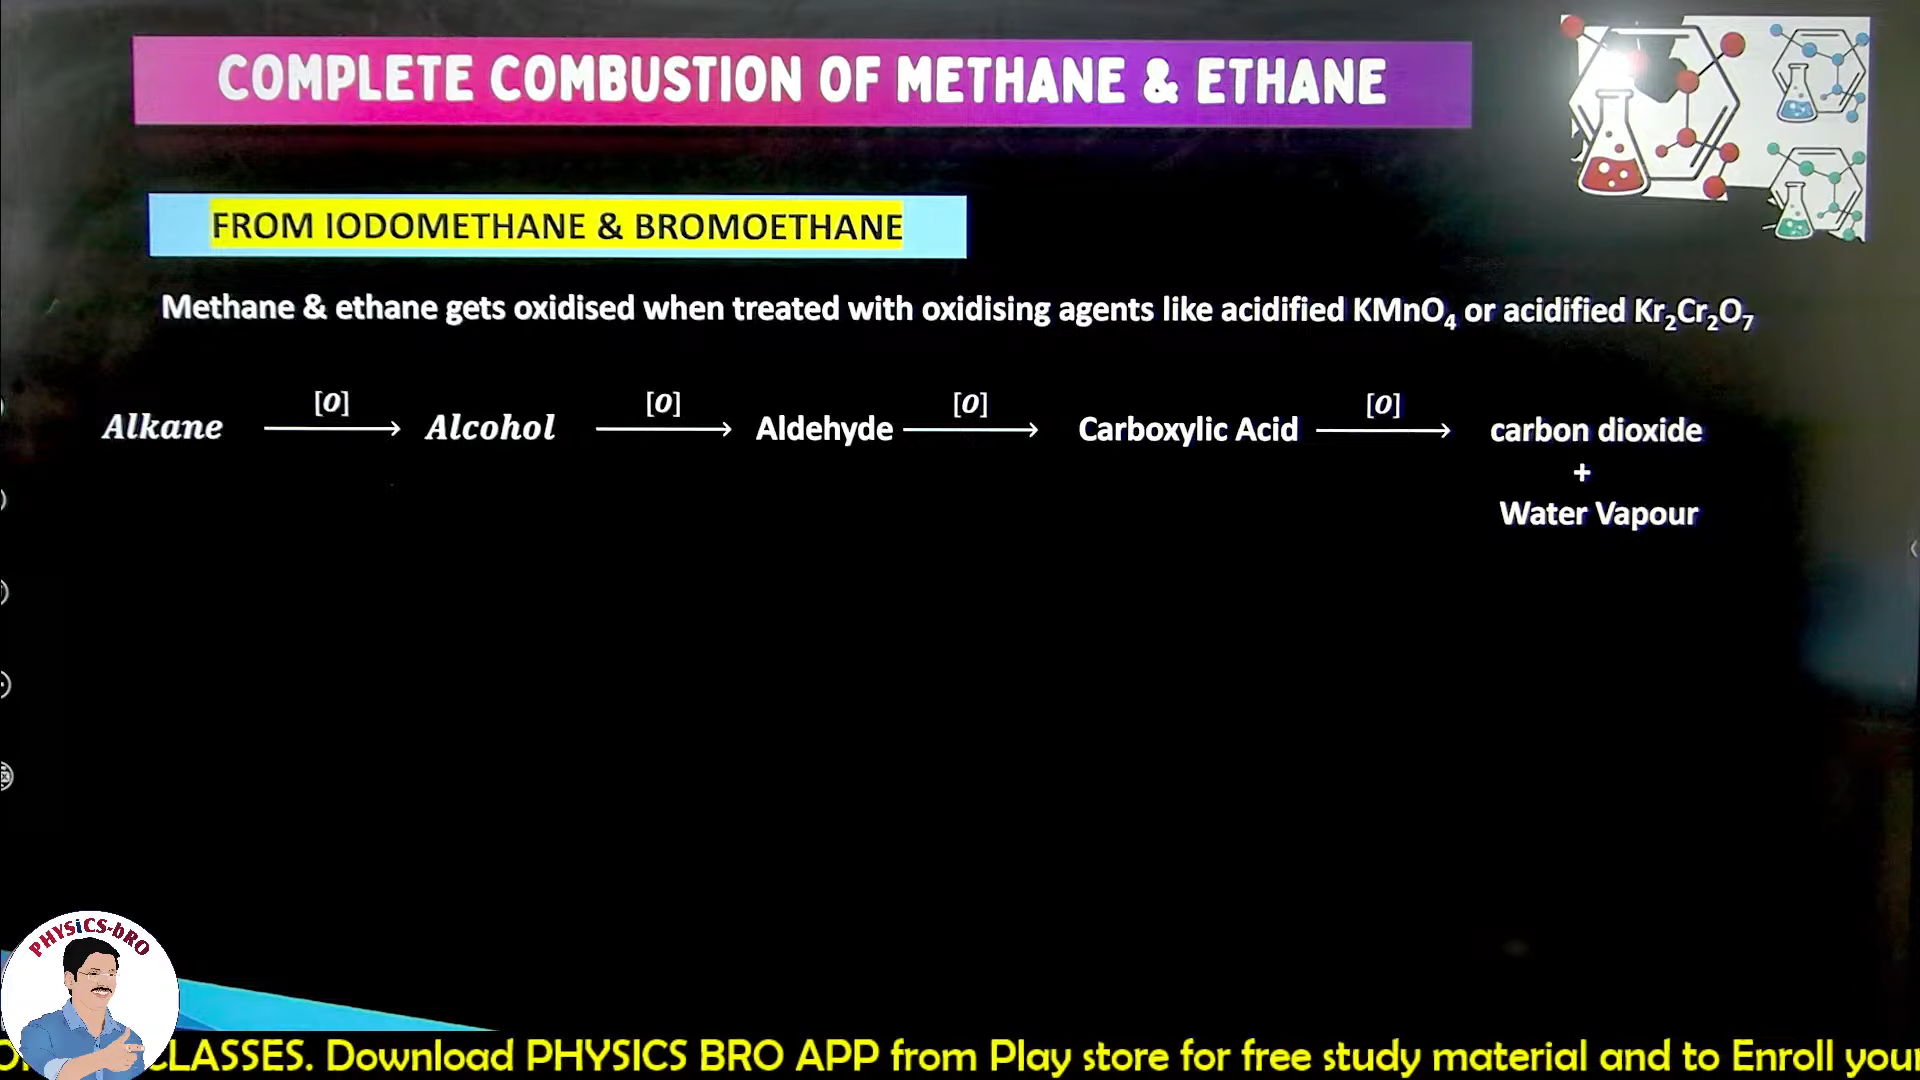 COMPLETE COMBUSTION OF METHANE & ETHANE
FROM IODOMETHANE & BROMOETHANE
Methane & ethane gets oxidised when treated with oxidising agents like acidified KMnO₄ or acidified Kr₂Cr₂O₇
Alkane [O] Alcohol [O] Aldehyde [O] Carboxylic Acid [O] carbon dioxide
+
Water Vapour
PHYSiCS-bRO
CLASSES. Download PHYSICS BRO APP from Play store for free study material and to Enroll your